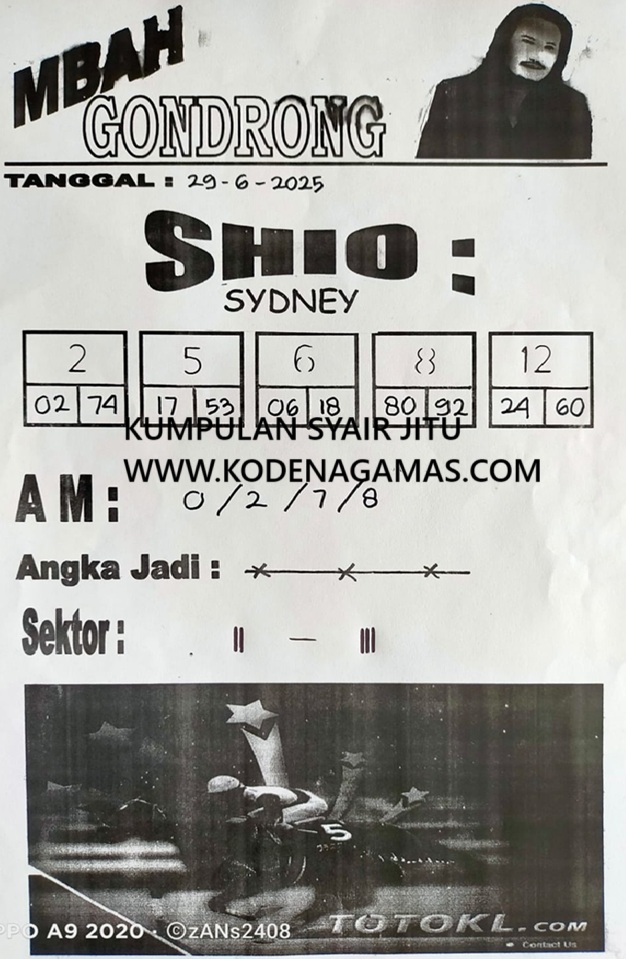 MBAH
GONDRONG
TANGGAL : 29-6-2025
SHIO :
SYDNEY
2 5 6 8 12
02 74 17 53 06 18 80 92 24 60
KUMPULAN SYAIR JITU
WWW.KODENAGAMAS.COM
AM : 0/2/7/8
Angka Jadi : x x x
Sektor : II — III
5
PPO A9 2020 · ©zANs2408
TOTOKL.COM
Contact Us